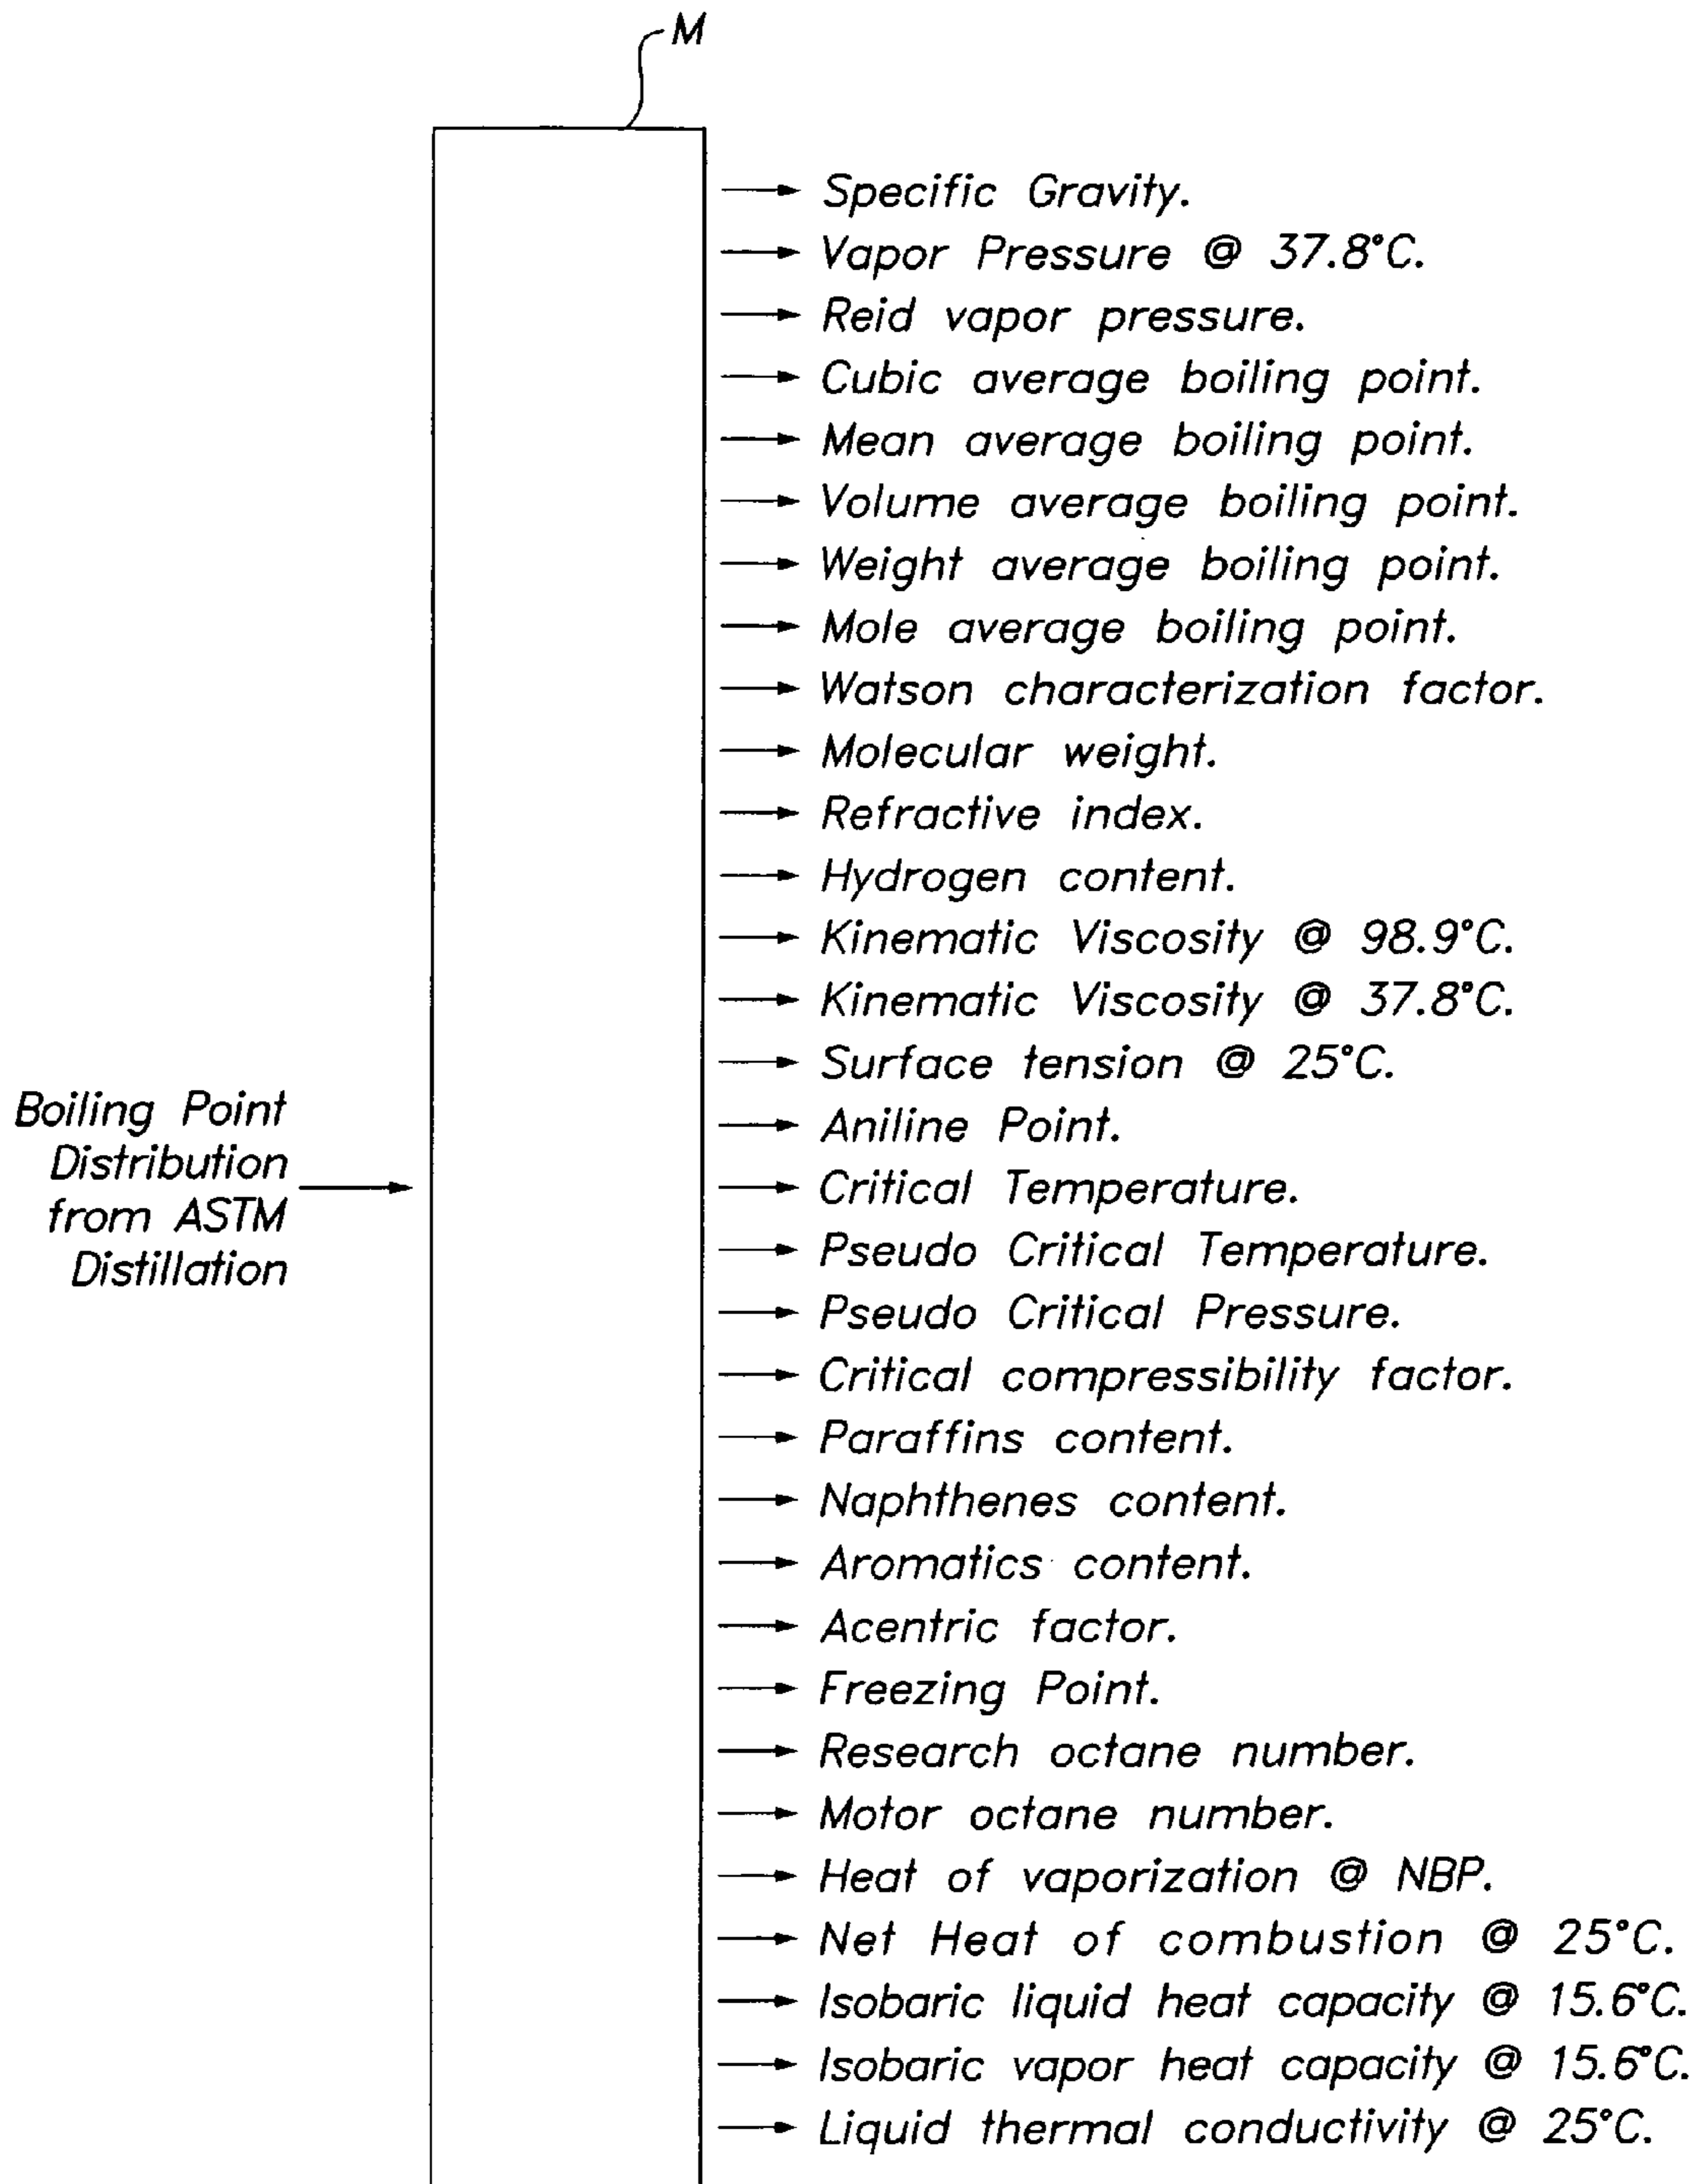 M
Specific Gravity.
Vapor Pressure @ 37.8°C.
Reid vapor pressure.
Cubic average boiling point.
Mean average boiling point.
Volume average boiling point.
Weight average boiling point.
Mole average boiling point.
Watson characterization factor.
Molecular weight.
Refractive index.
Hydrogen content.
Kinematic Viscosity @ 98.9°C.
Kinematic Viscosity @ 37.8°C.
Surface tension @ 25°C.
Boiling Point
Distribution
from ASTM
Distillation
Aniline Point.
Critical Temperature.
Pseudo Critical Temperature.
Pseudo Critical Pressure.
Critical compressibility factor.
Paraffins content.
Naphthenes content.
Aromatics content.
Acentric factor.
Freezing Point.
Research octane number.
Motor octane number.
Heat of vaporization @ NBP.
Net Heat of combustion @ 25°C.
Isobaric liquid heat capacity @ 15.6°C.
Isobaric vapor heat capacity @ 15.6°C.
Liquid thermal conductivity @ 25°C.